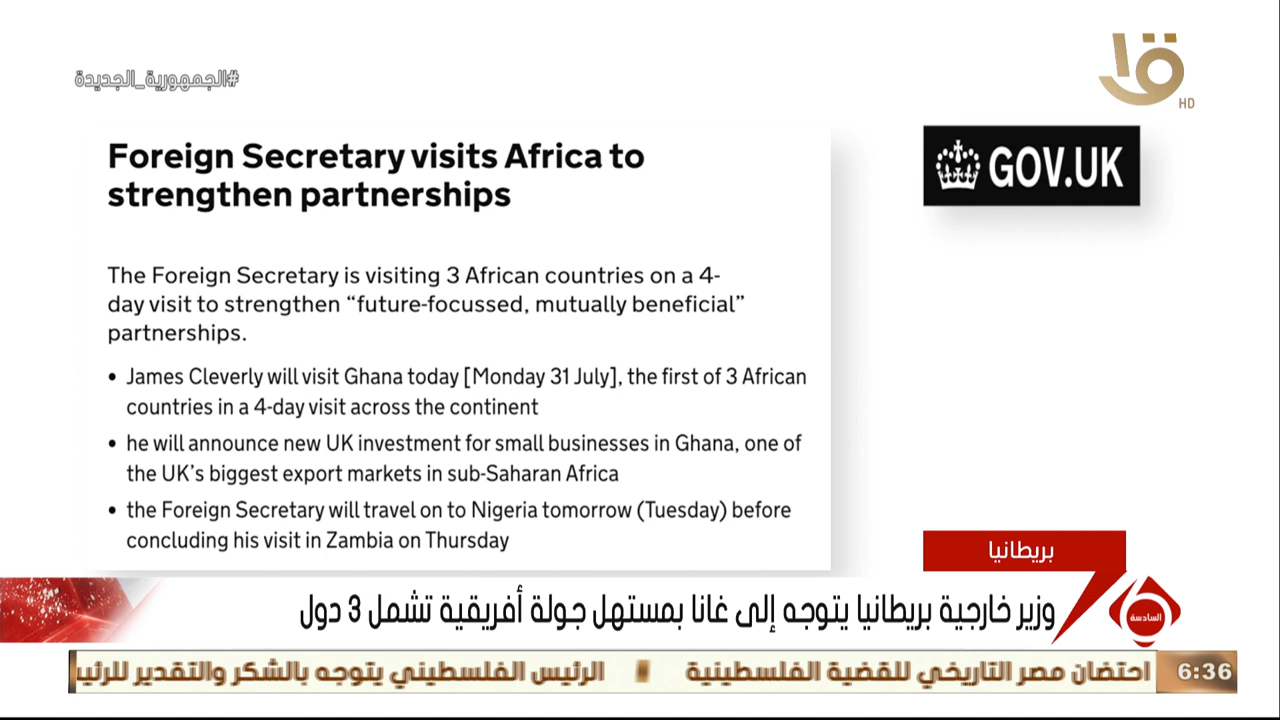 #الجمهورية_الجديدة
HD
GOV.UK
Foreign Secretary visits Africa to
strengthen partnerships
The Foreign Secretary is visiting 3 African countries on a 4-
day visit to strengthen “future-focussed, mutually beneficial”
partnerships.
• James Cleverly will visit Ghana today [Monday 31 July], the first of 3 African
countries in a 4-day visit across the continent
• he will announce new UK investment for small businesses in Ghana, one of
the UK’s biggest export markets in sub-Saharan Africa
• the Foreign Secretary will travel on to Nigeria tomorrow (Tuesday) before
concluding his visit in Zambia on Thursday
بريطانيا
وزير خارجية بريطانيا يتوجه إلى غانا بمستهل جولة أفريقية تشمل 3 دول
السادسة
6:36
احتضان مصر التاريخي للقضية الفلسطينية الرئيس الفلسطيني يتوجه بالشكر والتقدير